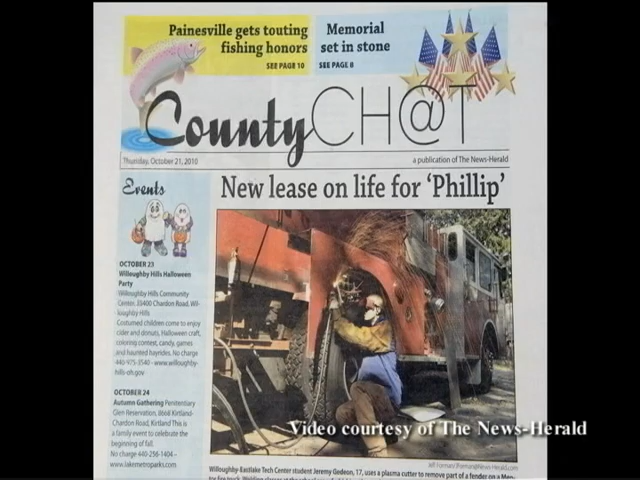 Painesville gets touting
fishing honors
SEE PAGE 10
Memorial
set in stone
SEE PAGE 8
County CH@T
Thursday, October 21, 2010
a publication of The News-Herald
Events
New lease on life for 'Phillip'
OCTOBER 23
Willoughby Hills Halloween
Party
Willoughby Hills Community
Center, 35400 Chardon Road, Wil-
loughby Hills
Costumed children come to enjoy
cider and donuts, Halloween craft,
coloring contest, candy, games
and haunted hayrides. No charge
440-975-3540 - www.willoughby-
hills-oh.gov
OCTOBER 24
Autumn Gathering Penitentiary
Glen Reservation, 8668 Kirtland-
Chardon Road, Kirtland This is
a family event to celebrate the
beginning of fall.
No charge 440-256-1404 -
www.lakemetroparks.com
Video courtesy of The News-Herald
Willoughby-Eastlake Tech Center student Jeremy Gedeon, 17, uses a plasma cutter to remove part of a fender on a